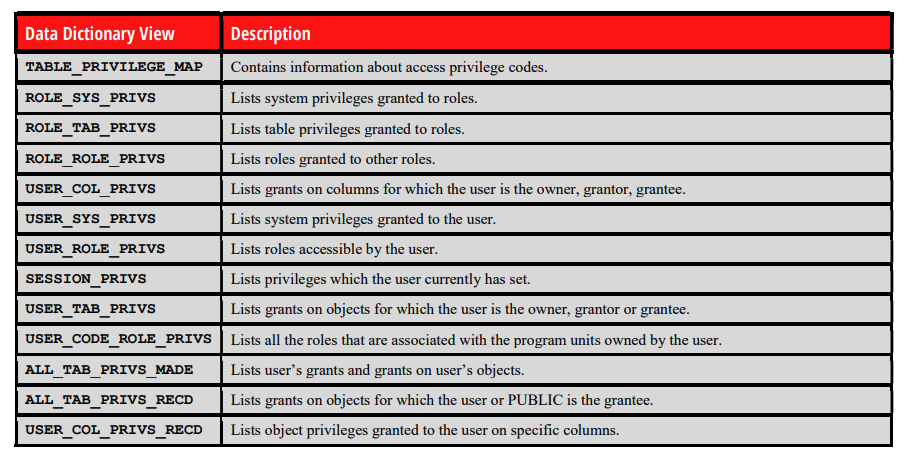 Data Dictionary View Description
TABLE_PRIVILEGE_MAP Contains information about access privilege codes.
ROLE_SYS_PRIVS Lists system privileges granted to roles.
ROLE_TAB_PRIVS Lists table privileges granted to roles.
ROLE_ROLE_PRIVS Lists roles granted to other roles.
USER_COL_PRIVS Lists grants on columns for which the user is the owner, grantor, grantee.
USER_SYS_PRIVS Lists system privileges granted to the user.
USER_ROLE_PRIVS Lists roles accessible by the user.
SESSION_PRIVS Lists privileges which the user currently has set.
USER_TAB_PRIVS Lists grants on objects for which the user is the owner, grantor or grantee.
USER_CODE_ROLE_PRIVS Lists all the roles that are associated with the program units owned by the user.
ALL_TAB_PRIVS_MADE Lists user’s grants and grants on user’s objects.
ALL_TAB_PRIVS_RECD Lists grants on objects for which the user or PUBLIC is the grantee.
USER_COL_PRIVS_RECD Lists object privileges granted to the user on specific columns.